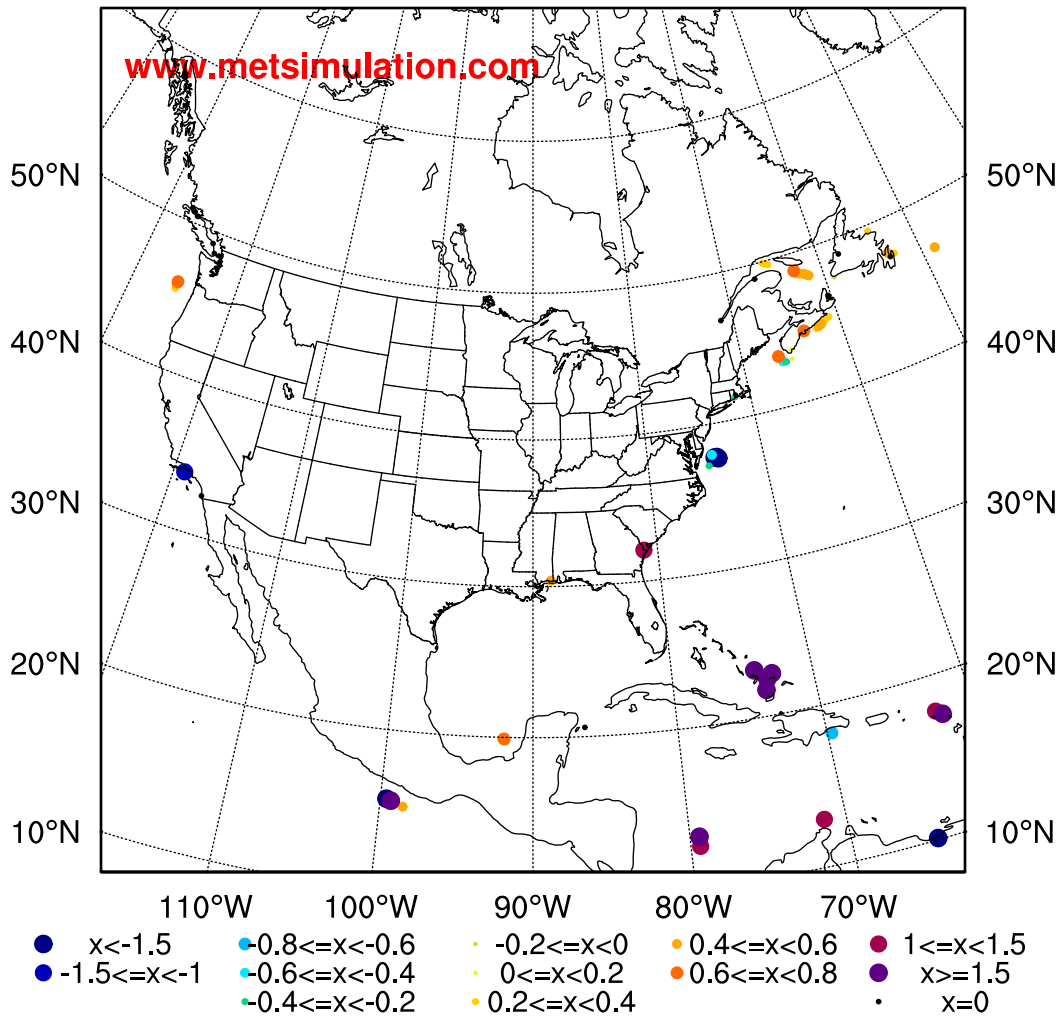 www.metsimulation.com
50°N 50°N
40°N 40°N
30°N 30°N
20°N 20°N
10°N 10°N
110°W 100°W 90°W 80°W 70°W
x<-1.5 -0.8<=x<-0.6 -0.2<=x<0 0.4<=x<0.6 1<=x<1.5
-1.5<=x<-1 -0.6<=x<-0.4 0<=x<0.2 0.6<=x<0.8 x>=1.5
-0.4<=x<-0.2 0.2<=x<0.4 x=0